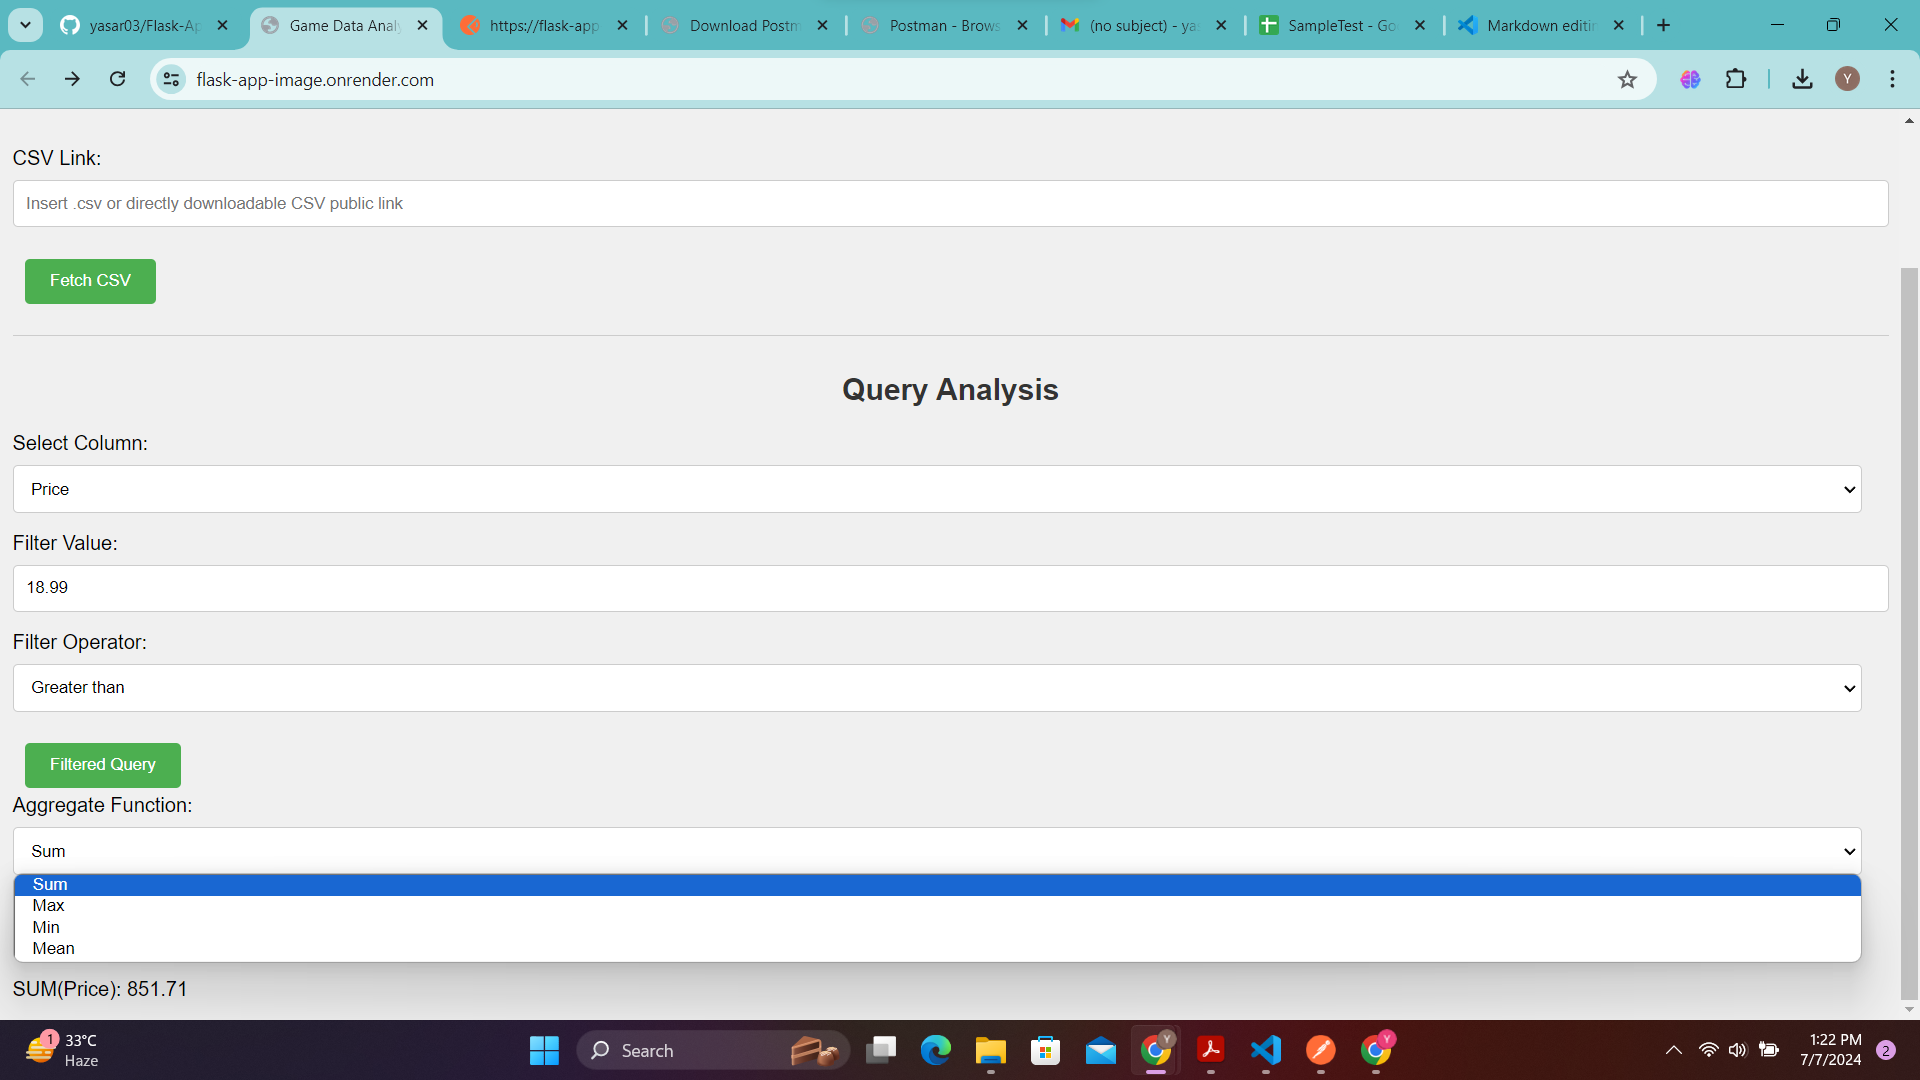 yasar03/Flask-Ap
Game Data Analy
https://flask-app
Download Postm
Postman - Brows
(no subject) - yas
SampleTest - Goo
Markdown editin
flask-app-image.onrender.com
Y
CSV Link:
Insert .csv or directly downloadable CSV public link
Fetch CSV
Query Analysis
Select Column:
Price
Filter Value:
18.99
Filter Operator:
Greater than
Filtered Query
Aggregate Function:
Sum
Sum
Max
Min
Mean
SUM(Price): 851.71
1
33°C
Haze
Search
Y
Y
1:22 PM
7/7/2024
2